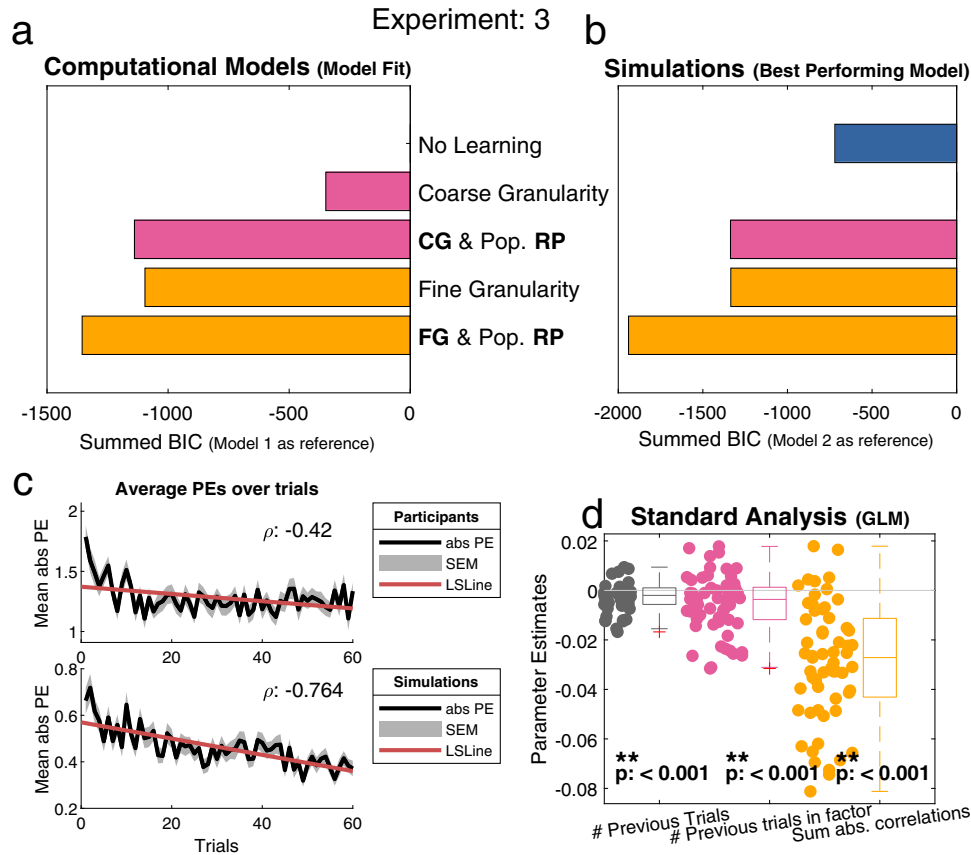 Experiment: 3
a
b
Computational Models (Model Fit)
Simulations (Best Performing Model)
No Learning
Coarse Granularity
CG & Pop. RP
Fine Granularity
FG & Pop. RP
-1500
-1000
-500
0
Summed BIC (Model 1 as reference)
-2000
-1500
-1000
-500
0
Summed BIC (Model 2 as reference)
c
Average PEs over trials
2
1.5
1
Mean abs PE
ρ: -0.42
0
20
40
60
Participants
abs PE
SEM
LSLine
0.8
0.6
0.4
0.2
Mean abs PE
ρ: -0.764
0
20
40
60
Trials
Simulations
abs PE
SEM
LSLine
d
Standard Analysis (GLM)
0.02
0
-0.02
-0.04
-0.06
-0.08
Parameter Estimates
**
p: < 0.001
**
p: < 0.001
**
p: < 0.001
# Previous Trials
# Previous trials in factor
Sum abs. correlations